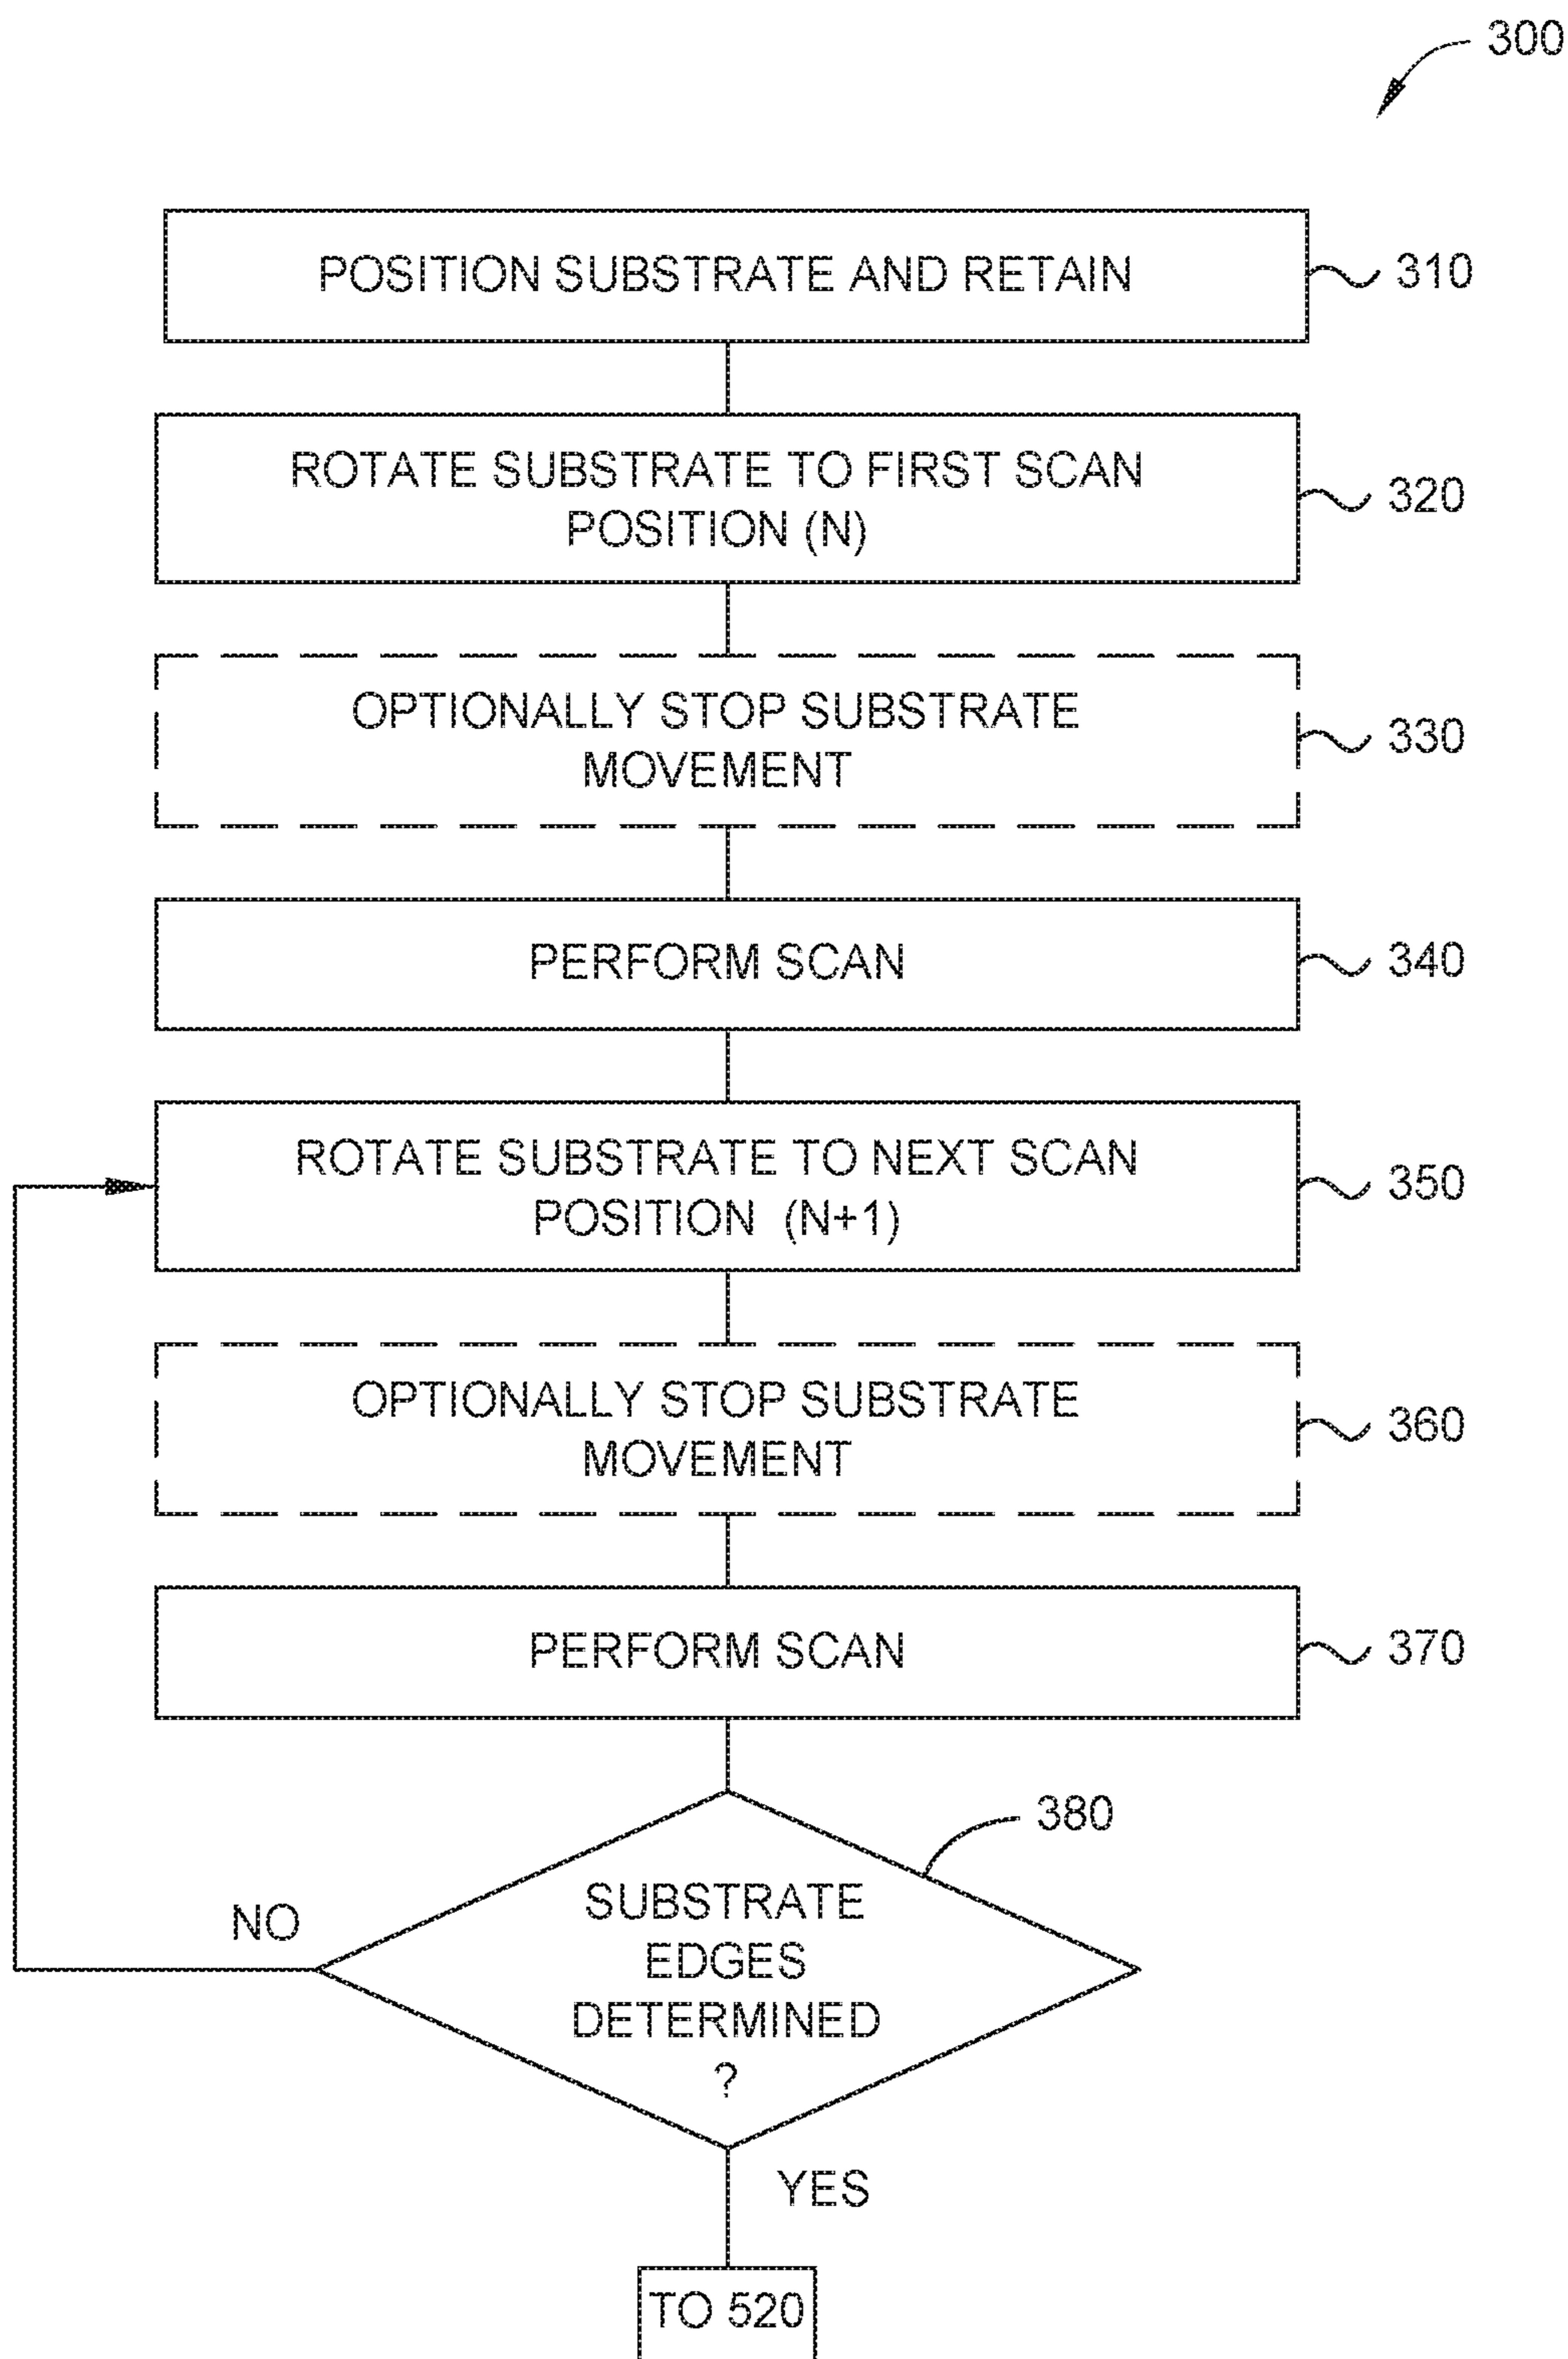 300
POSITION SUBSTRATE AND RETAIN
310
ROTATE SUBSTRATE TO FIRST SCAN
POSITION (N)
320
OPTIONALLY STOP SUBSTRATE
MOVEMENT
330
PERFORM SCAN
340
ROTATE SUBSTRATE TO NEXT SCAN
POSITION (N+1)
350
OPTIONALLY STOP SUBSTRATE
MOVEMENT
360
PERFORM SCAN
370
380
SUBSTRATE
EDGES
DETERMINED
?
NO
YES
TO 520